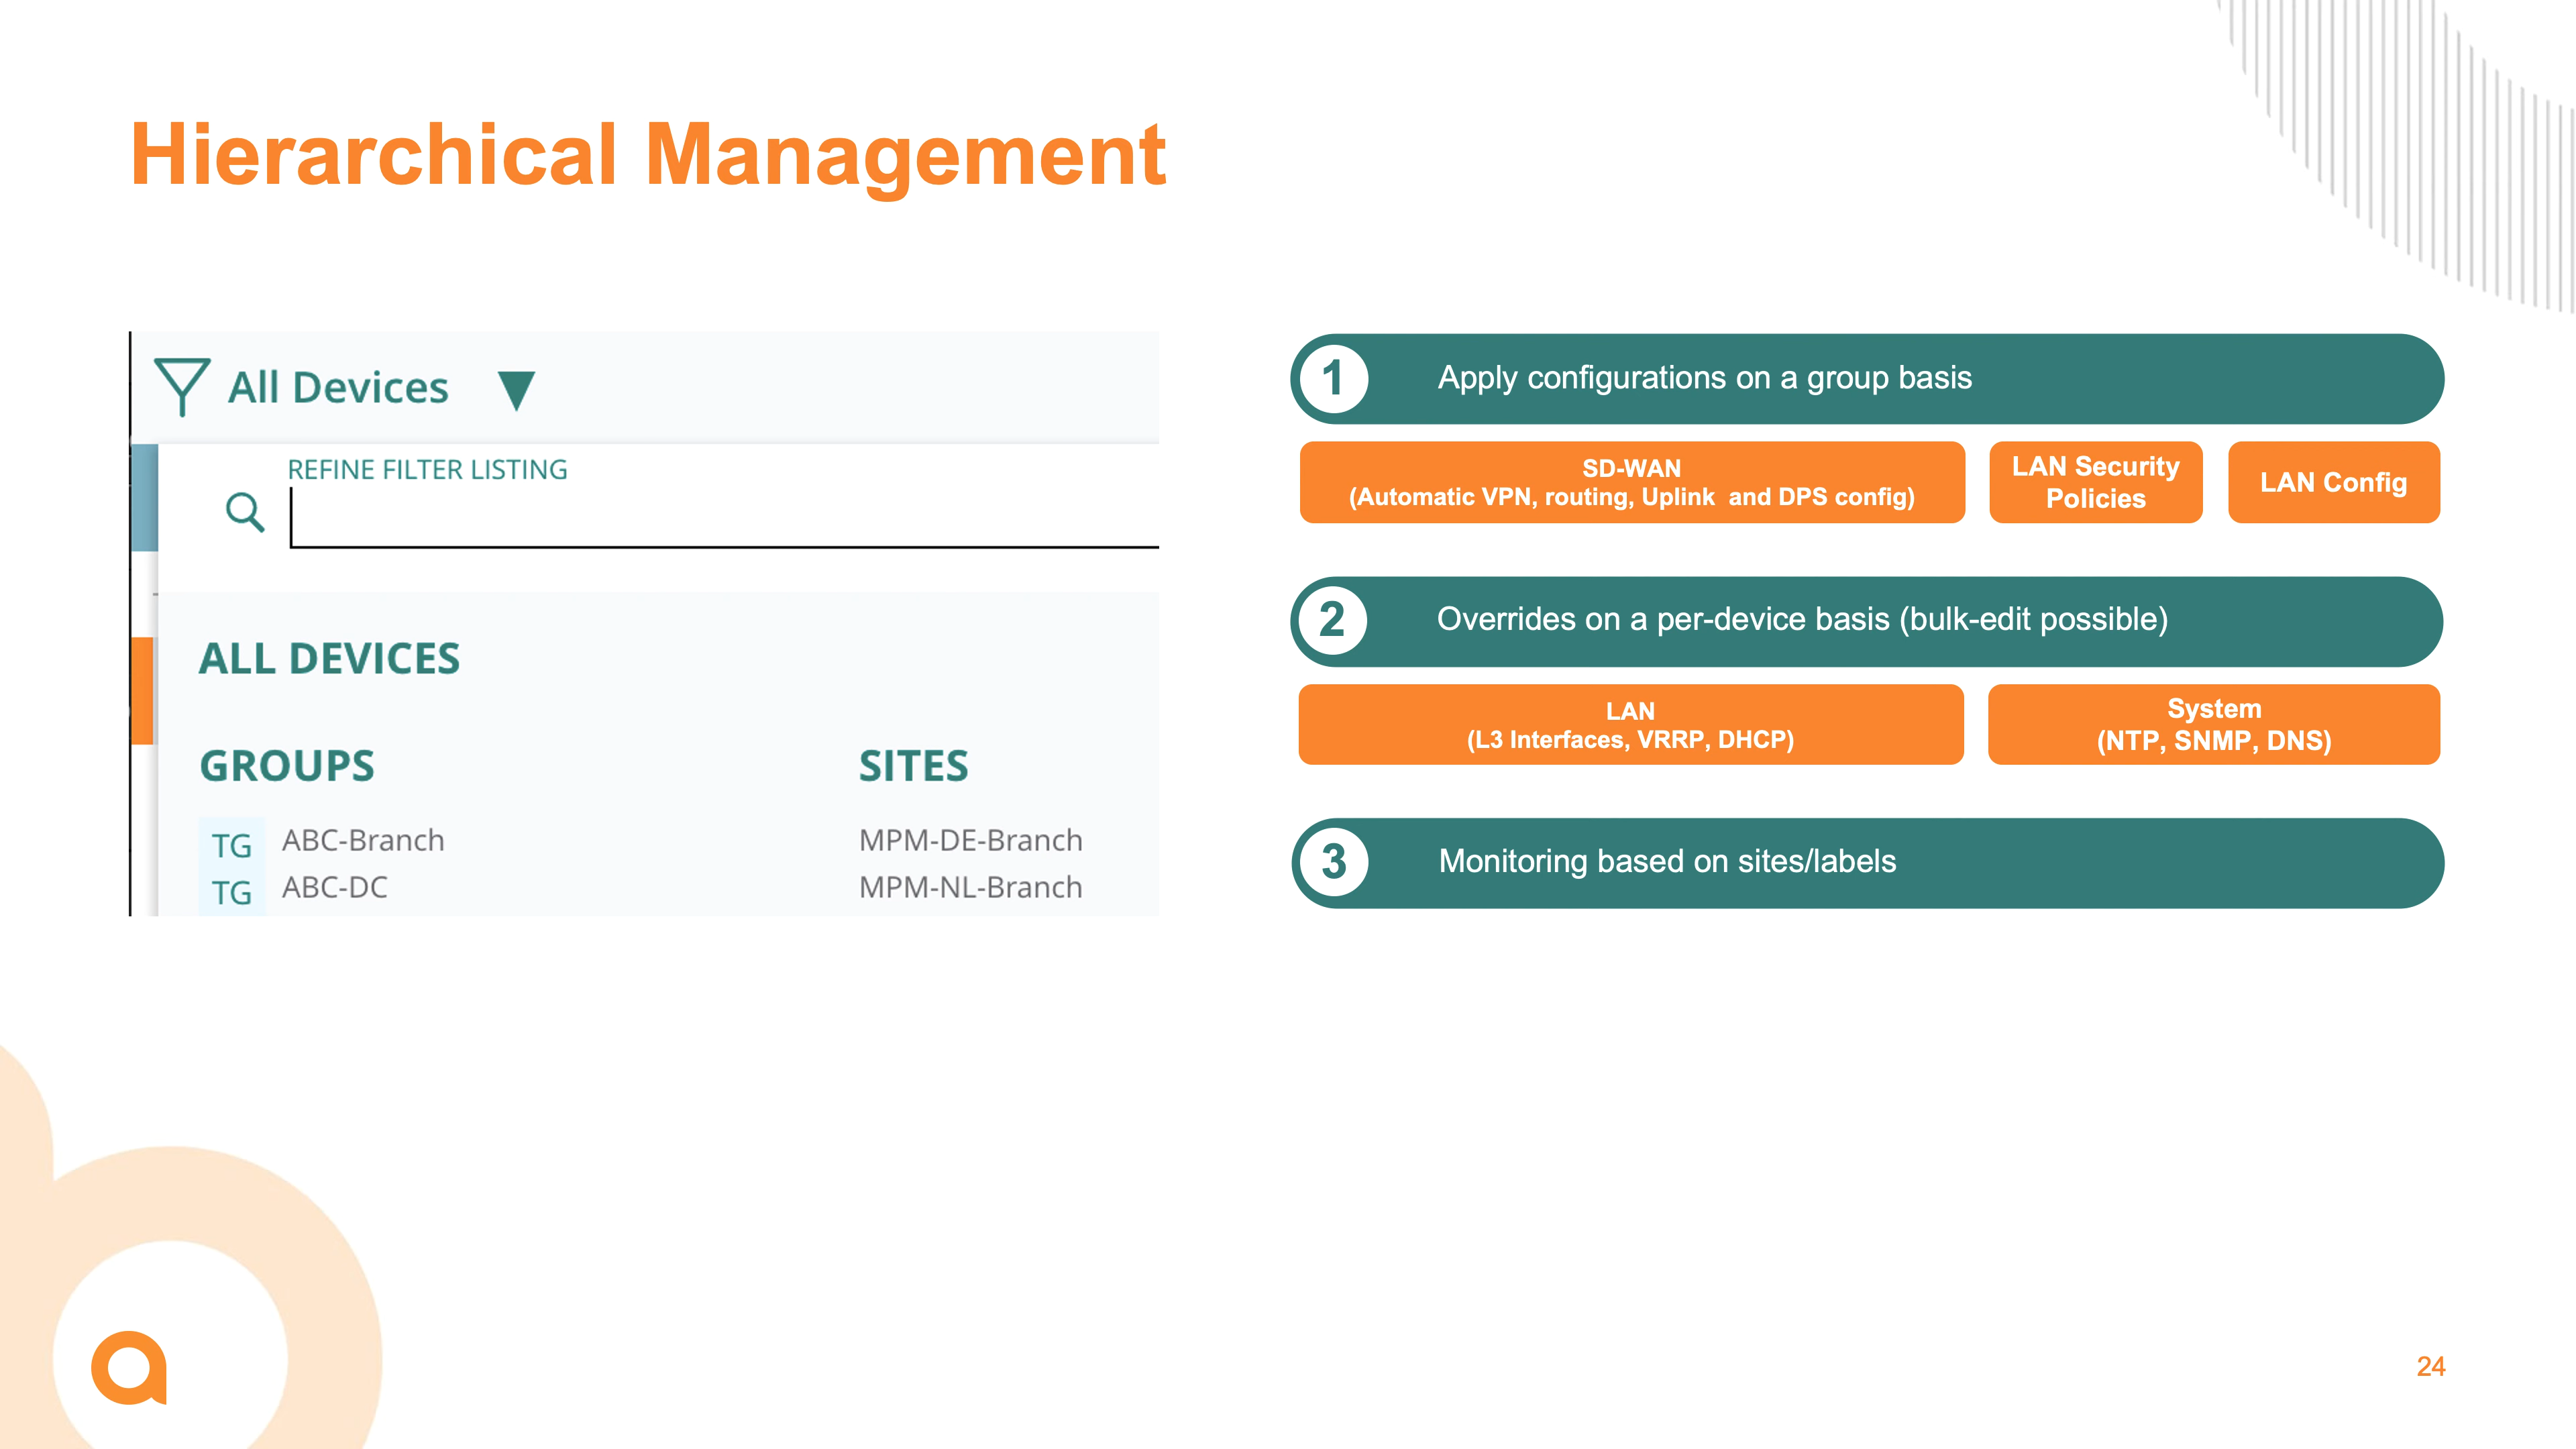 Hierarchical Management
All Devices
REFINE FILTER LISTING
ALL DEVICES
GROUPS
TG ABC-Branch
TG ABC-DC
SITES
MPM-DE-Branch
MPM-NL-Branch
1 Apply configurations on a group basis
SD-WAN
(Automatic VPN, routing, Uplink and DPS config)
LAN Security
Policies
LAN Config
2 Overrides on a per-device basis (bulk-edit possible)
LAN
(L3 Interfaces, VRRP, DHCP)
System
(NTP, SNMP, DNS)
3 Monitoring based on sites/labels
24